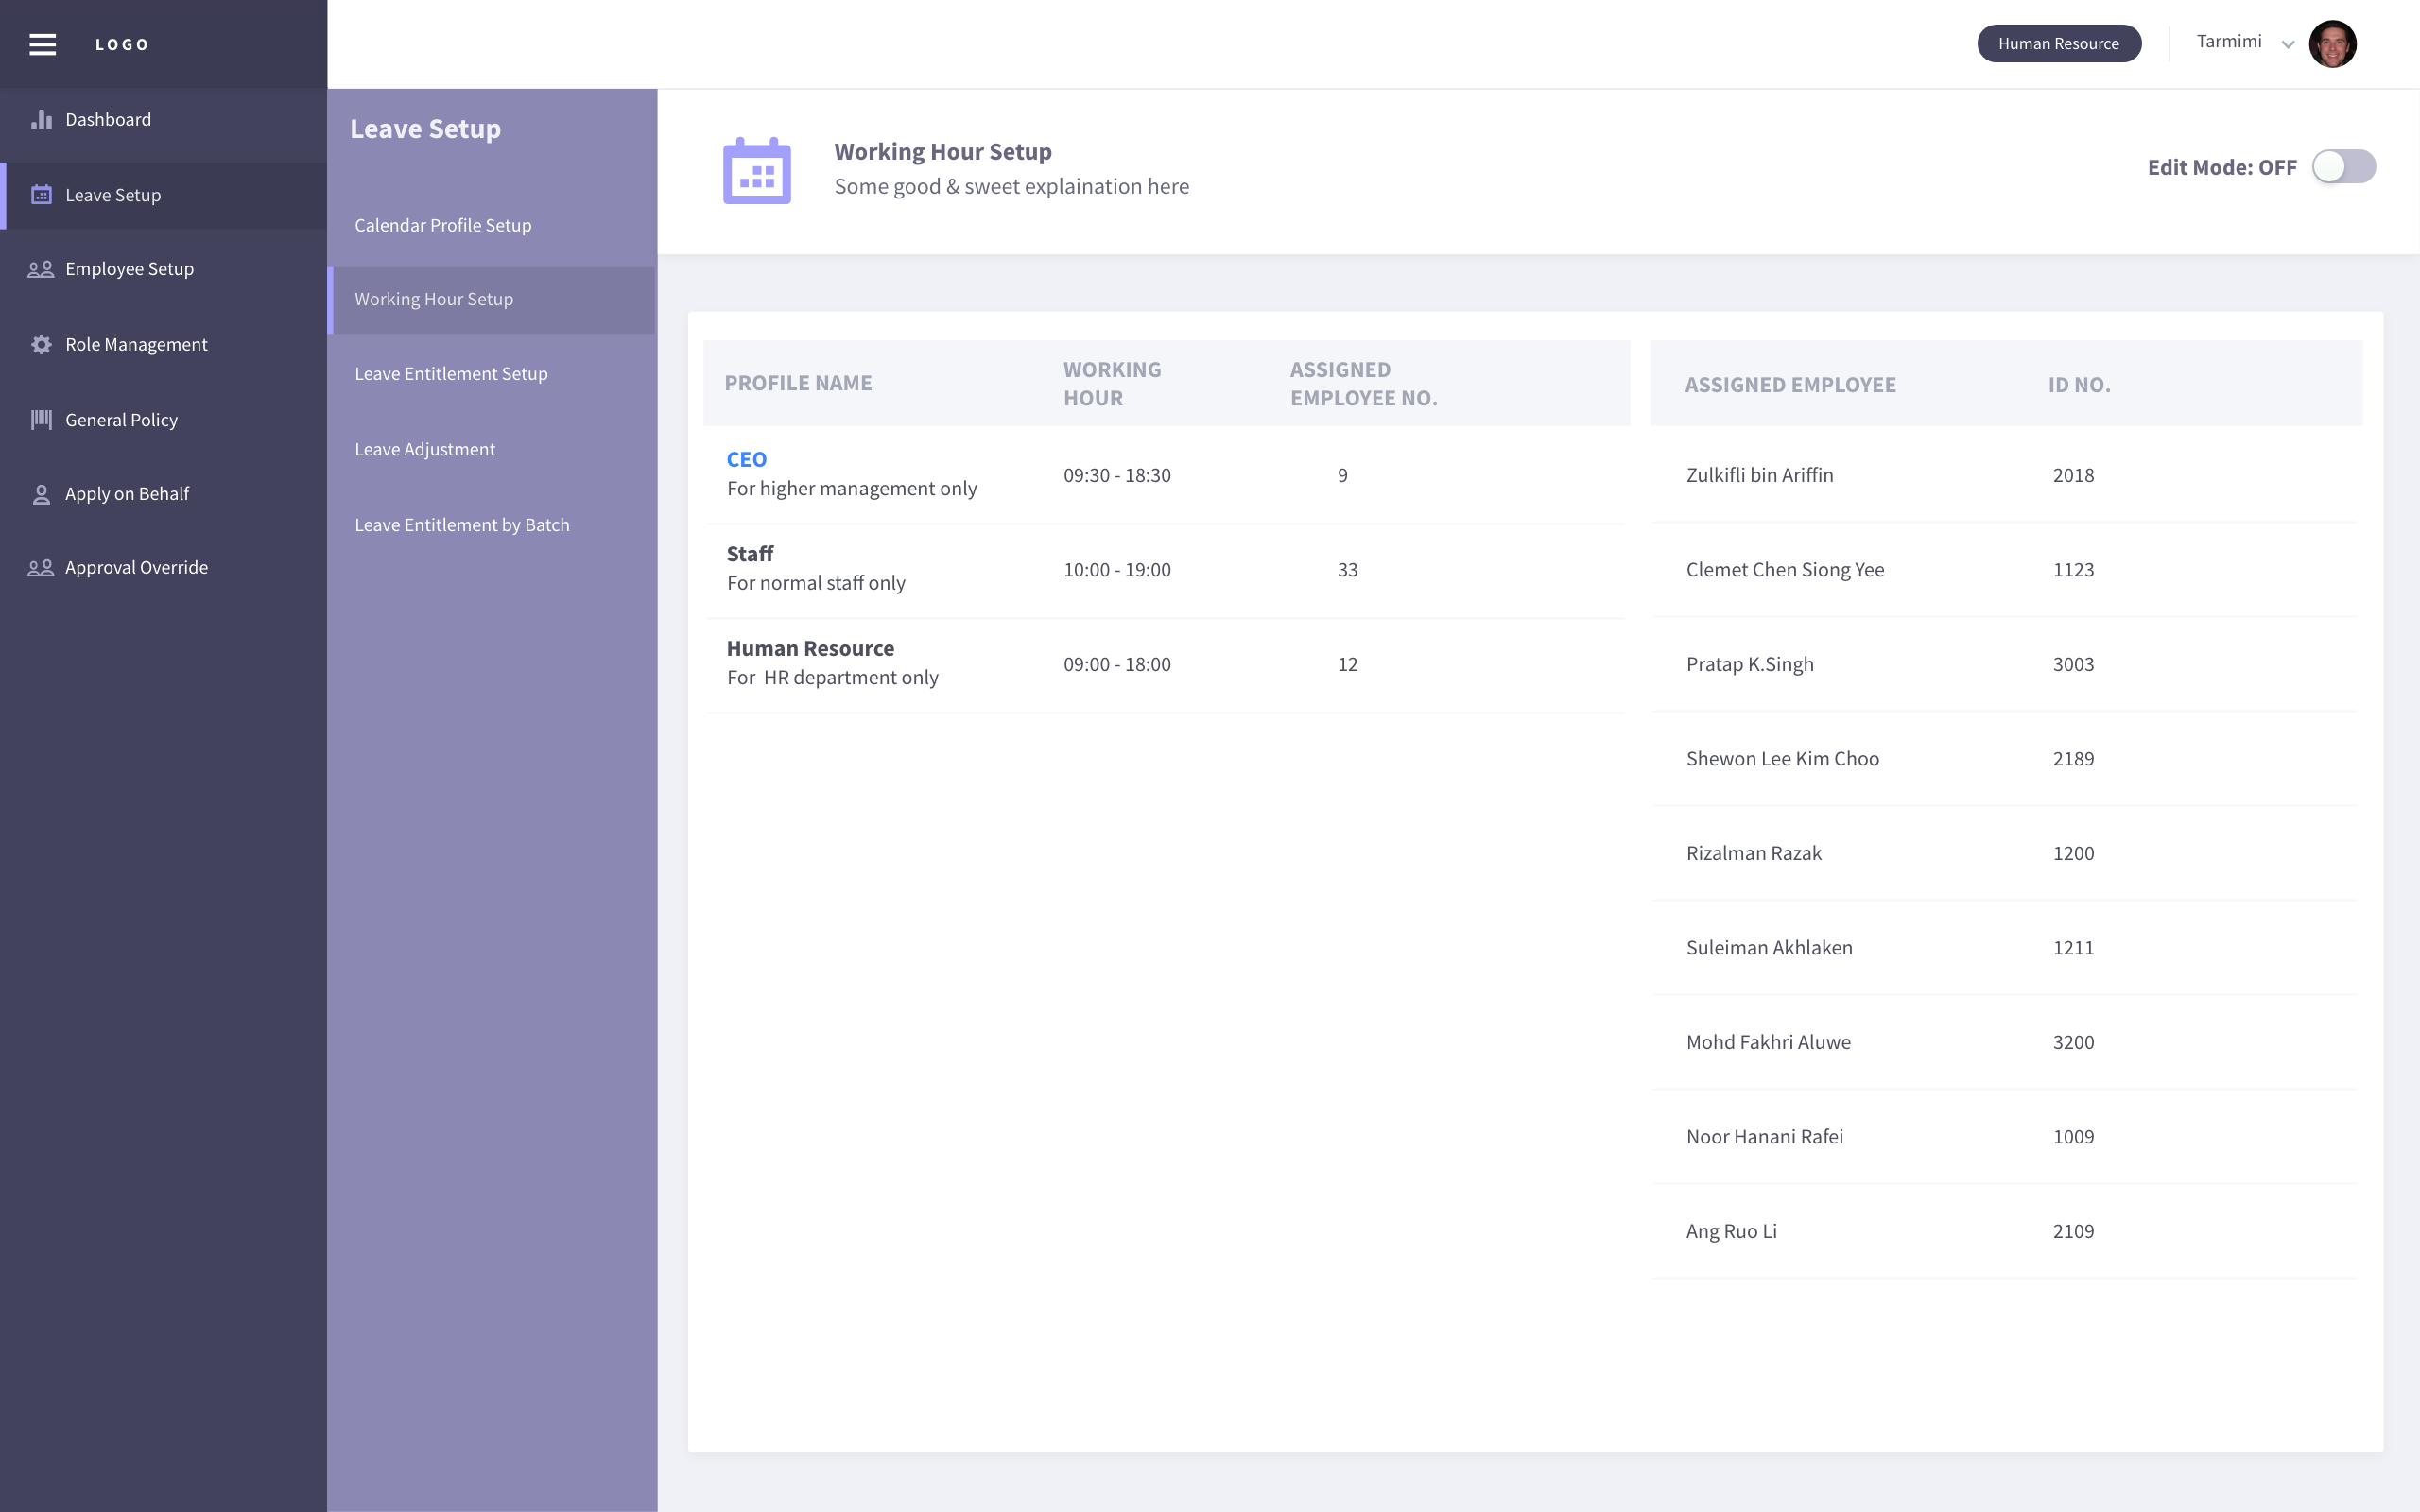 LOGO
Human Resource
Tarmimi
Dashboard
Leave Setup
Employee Setup
Role Management
General Policy
Apply on Behalf
Approval Override
Leave Setup
Calendar Profile Setup
Working Hour Setup
Leave Entitlement Setup
Leave Adjustment
Leave Entitlement by Batch
Working Hour Setup
Some good & sweet explaination here
Edit Mode: OFF
PROFILE NAME
WORKING
HOUR
ASSIGNED
EMPLOYEE NO.
CEO
For higher management only
09:30 - 18:30
9
Staff
For normal staff only
10:00 - 19:00
33
Human Resource
For  HR department only
09:00 - 18:00
12
ASSIGNED EMPLOYEE ID NO.
Zulkifli bin Ariffin 2018
Clemet Chen Siong Yee 1123
Pratap K.Singh 3003
Shewon Lee Kim Choo 2189
Rizalman Razak 1200
Suleiman Akhlaken 1211
Mohd Fakhri Aluwe 3200
Noor Hanani Rafei 1009
Ang Ruo Li 2109